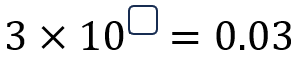 3 × 10^□ = 0.03